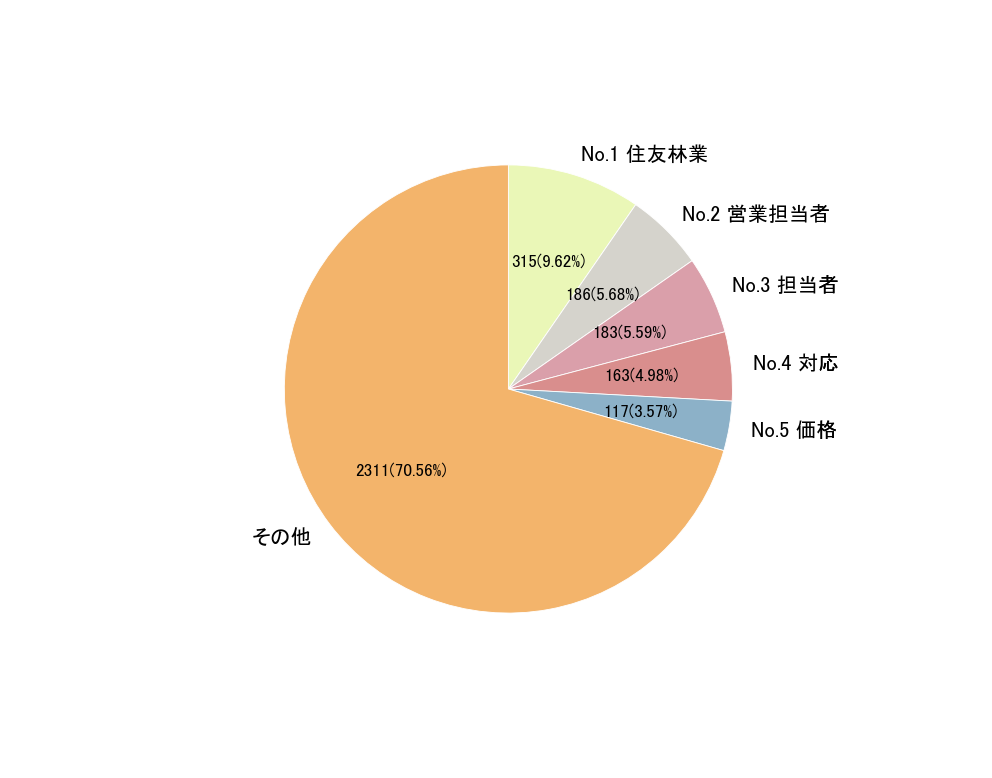 No.1 住友林業
No.2 営業担当者
315(9.62%)
No.3 担当者
186(5.68%)
183(5.59%)
No.4 対応
163(4.98%)
117(3.57%)
No.5 価格
2311(70.56%)
その他